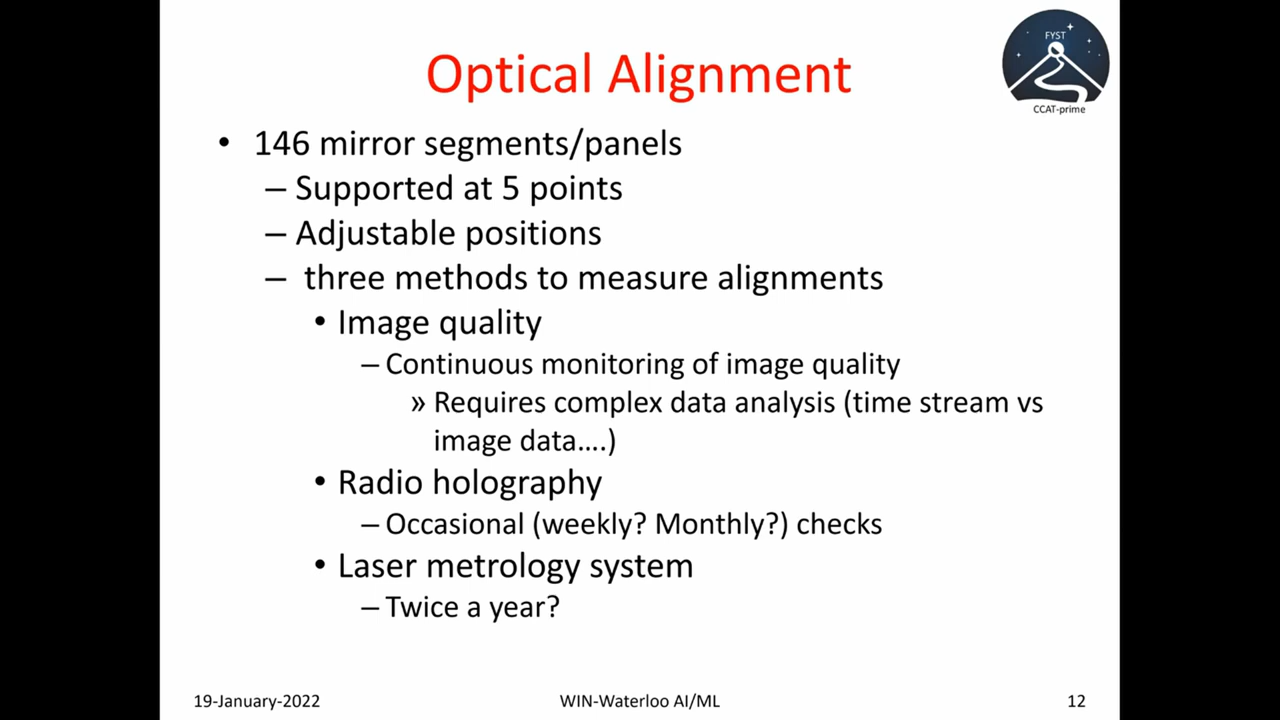 Optical Alignment
FYST
CCAT-prime
• 146 mirror segments/panels
– Supported at 5 points
– Adjustable positions
– three methods to measure alignments
• Image quality
– Continuous monitoring of image quality
» Requires complex data analysis (time stream vs
image data….)
• Radio holography
– Occasional (weekly? Monthly?) checks
• Laser metrology system
– Twice a year?
19-January-2022
WIN-Waterloo AI/ML
12